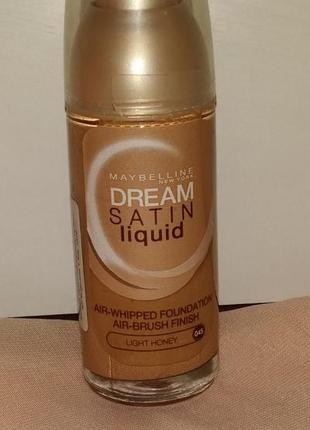 MAYBELLINE
NEW YORK
DREAM
SATIN
liquid
AIR-WHIPPED FOUNDATION
AIR-BRUSH FINISH
LIGHT HONEY
043